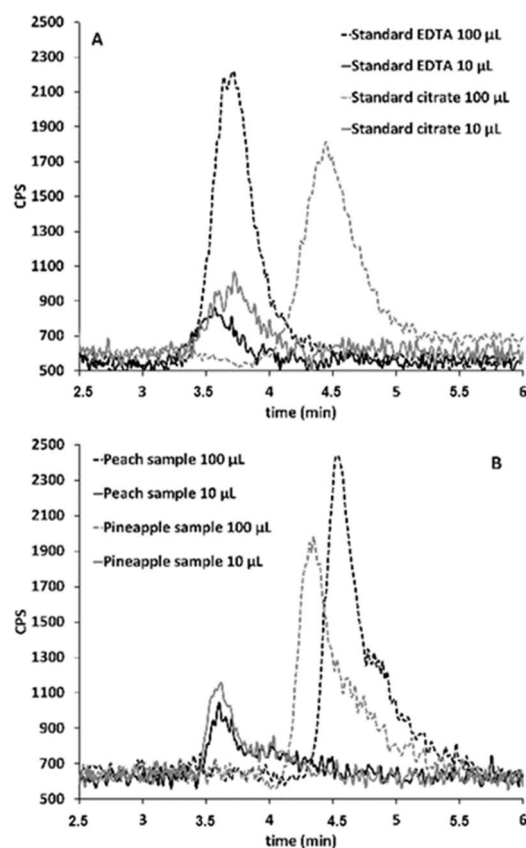 A
Standard EDTA 100 µL
Standard EDTA 10 µL
Standard citrate 100 µL
Standard citrate 10 µL
2500
2300
2100
1900
1700
1500
1300
1100
900
700
500
CPS
2.5 3 3.5 4 4.5 5 5.5 6
time (min)
B
Peach sample 100 µL
Peach sample 10 µL
Pineapple sample 100 µL
Pineapple sample 10 µL
2500
2300
2100
1900
1700
1500
1300
1100
900
700
500
CPS
2.5 3 3.5 4 4.5 5 5.5 6
time (min)